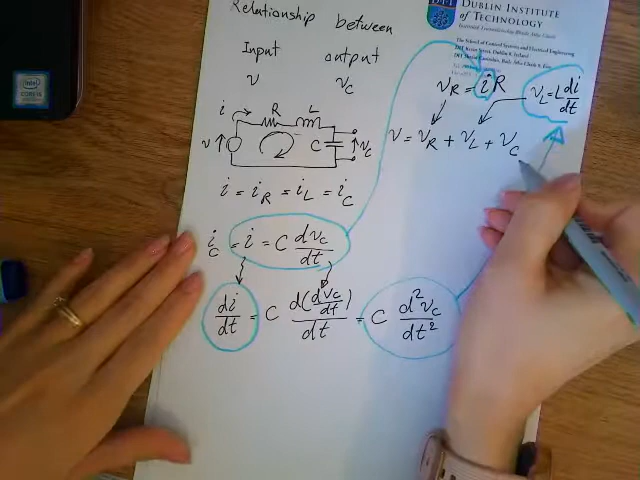 Relationship between
Input output
v v_C
DUBLIN INSTITUTE
of TECHNOLOGY
v_R = iR
v_L = L di/dt
v = v_R + v_L + v_C
i R L
v C v_C
i = i_R = i_L = i_C
i_C = i = C dv_C/dt
di/dt = C d(dv_C/dt)/dt = C d²v_C/dt²